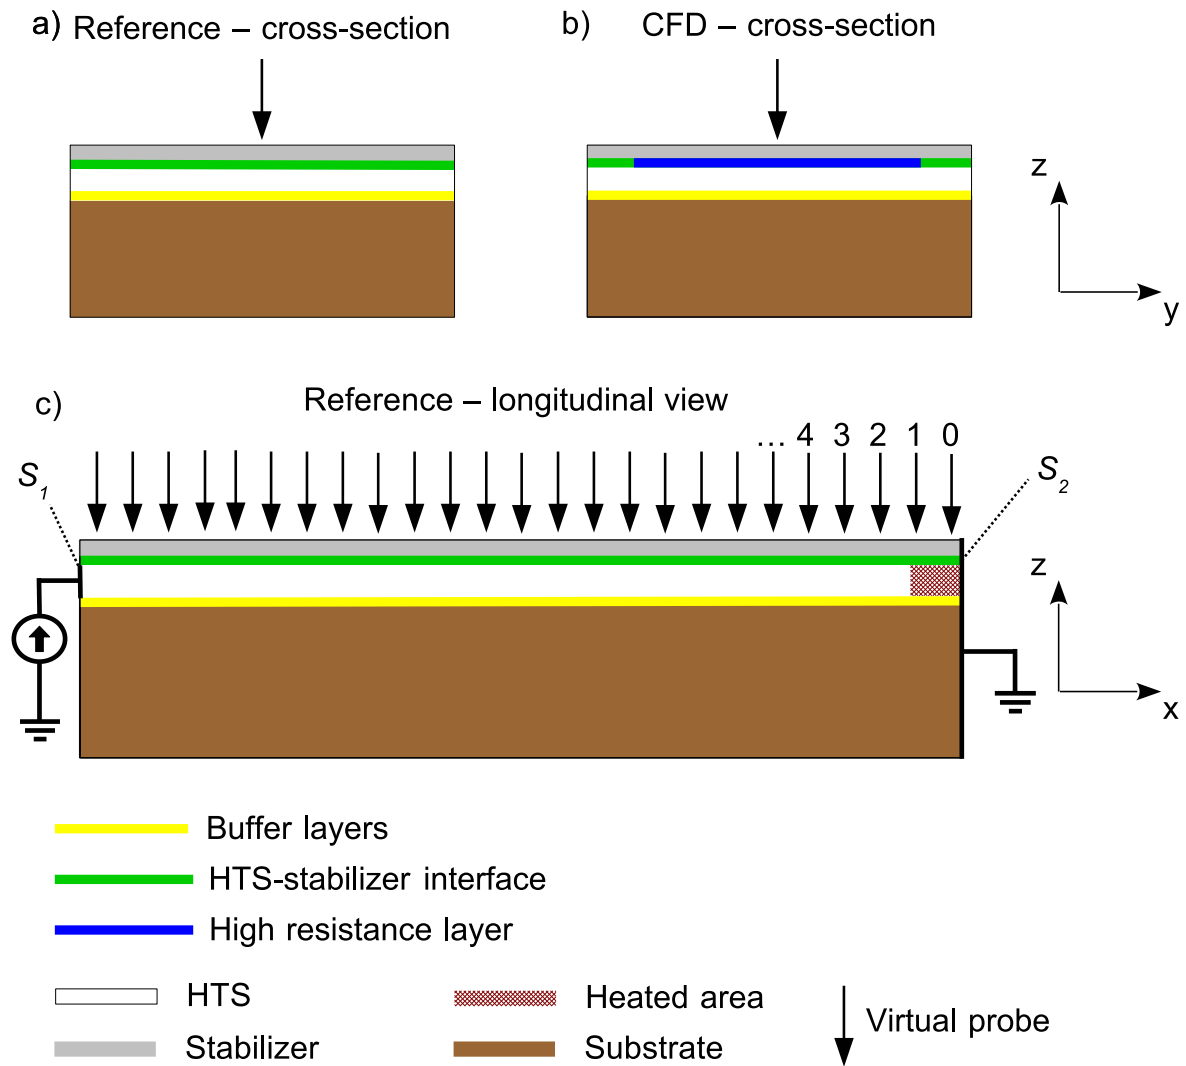 a) Reference – cross-section
b) CFD – cross-section
z
y
c) Reference – longitudinal view
... 4 3 2 1 0
S1
S2
z
x
Buffer layers
HTS-stabilizer interface
High resistance layer
HTS
Heated area
Virtual probe
Stabilizer
Substrate